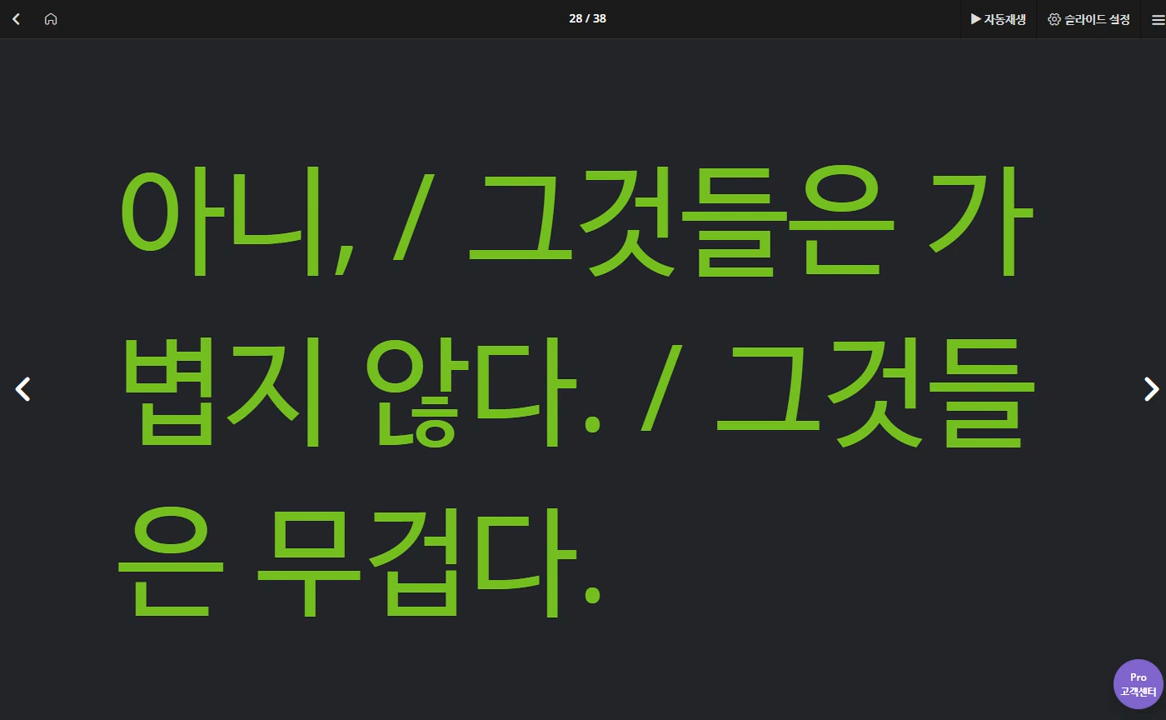 28 / 38
자동재생
슬라이드 설정
아니, / 그것들은 가
볍지 않다. / 그것들
은 무겁다.
Pro
고객센터